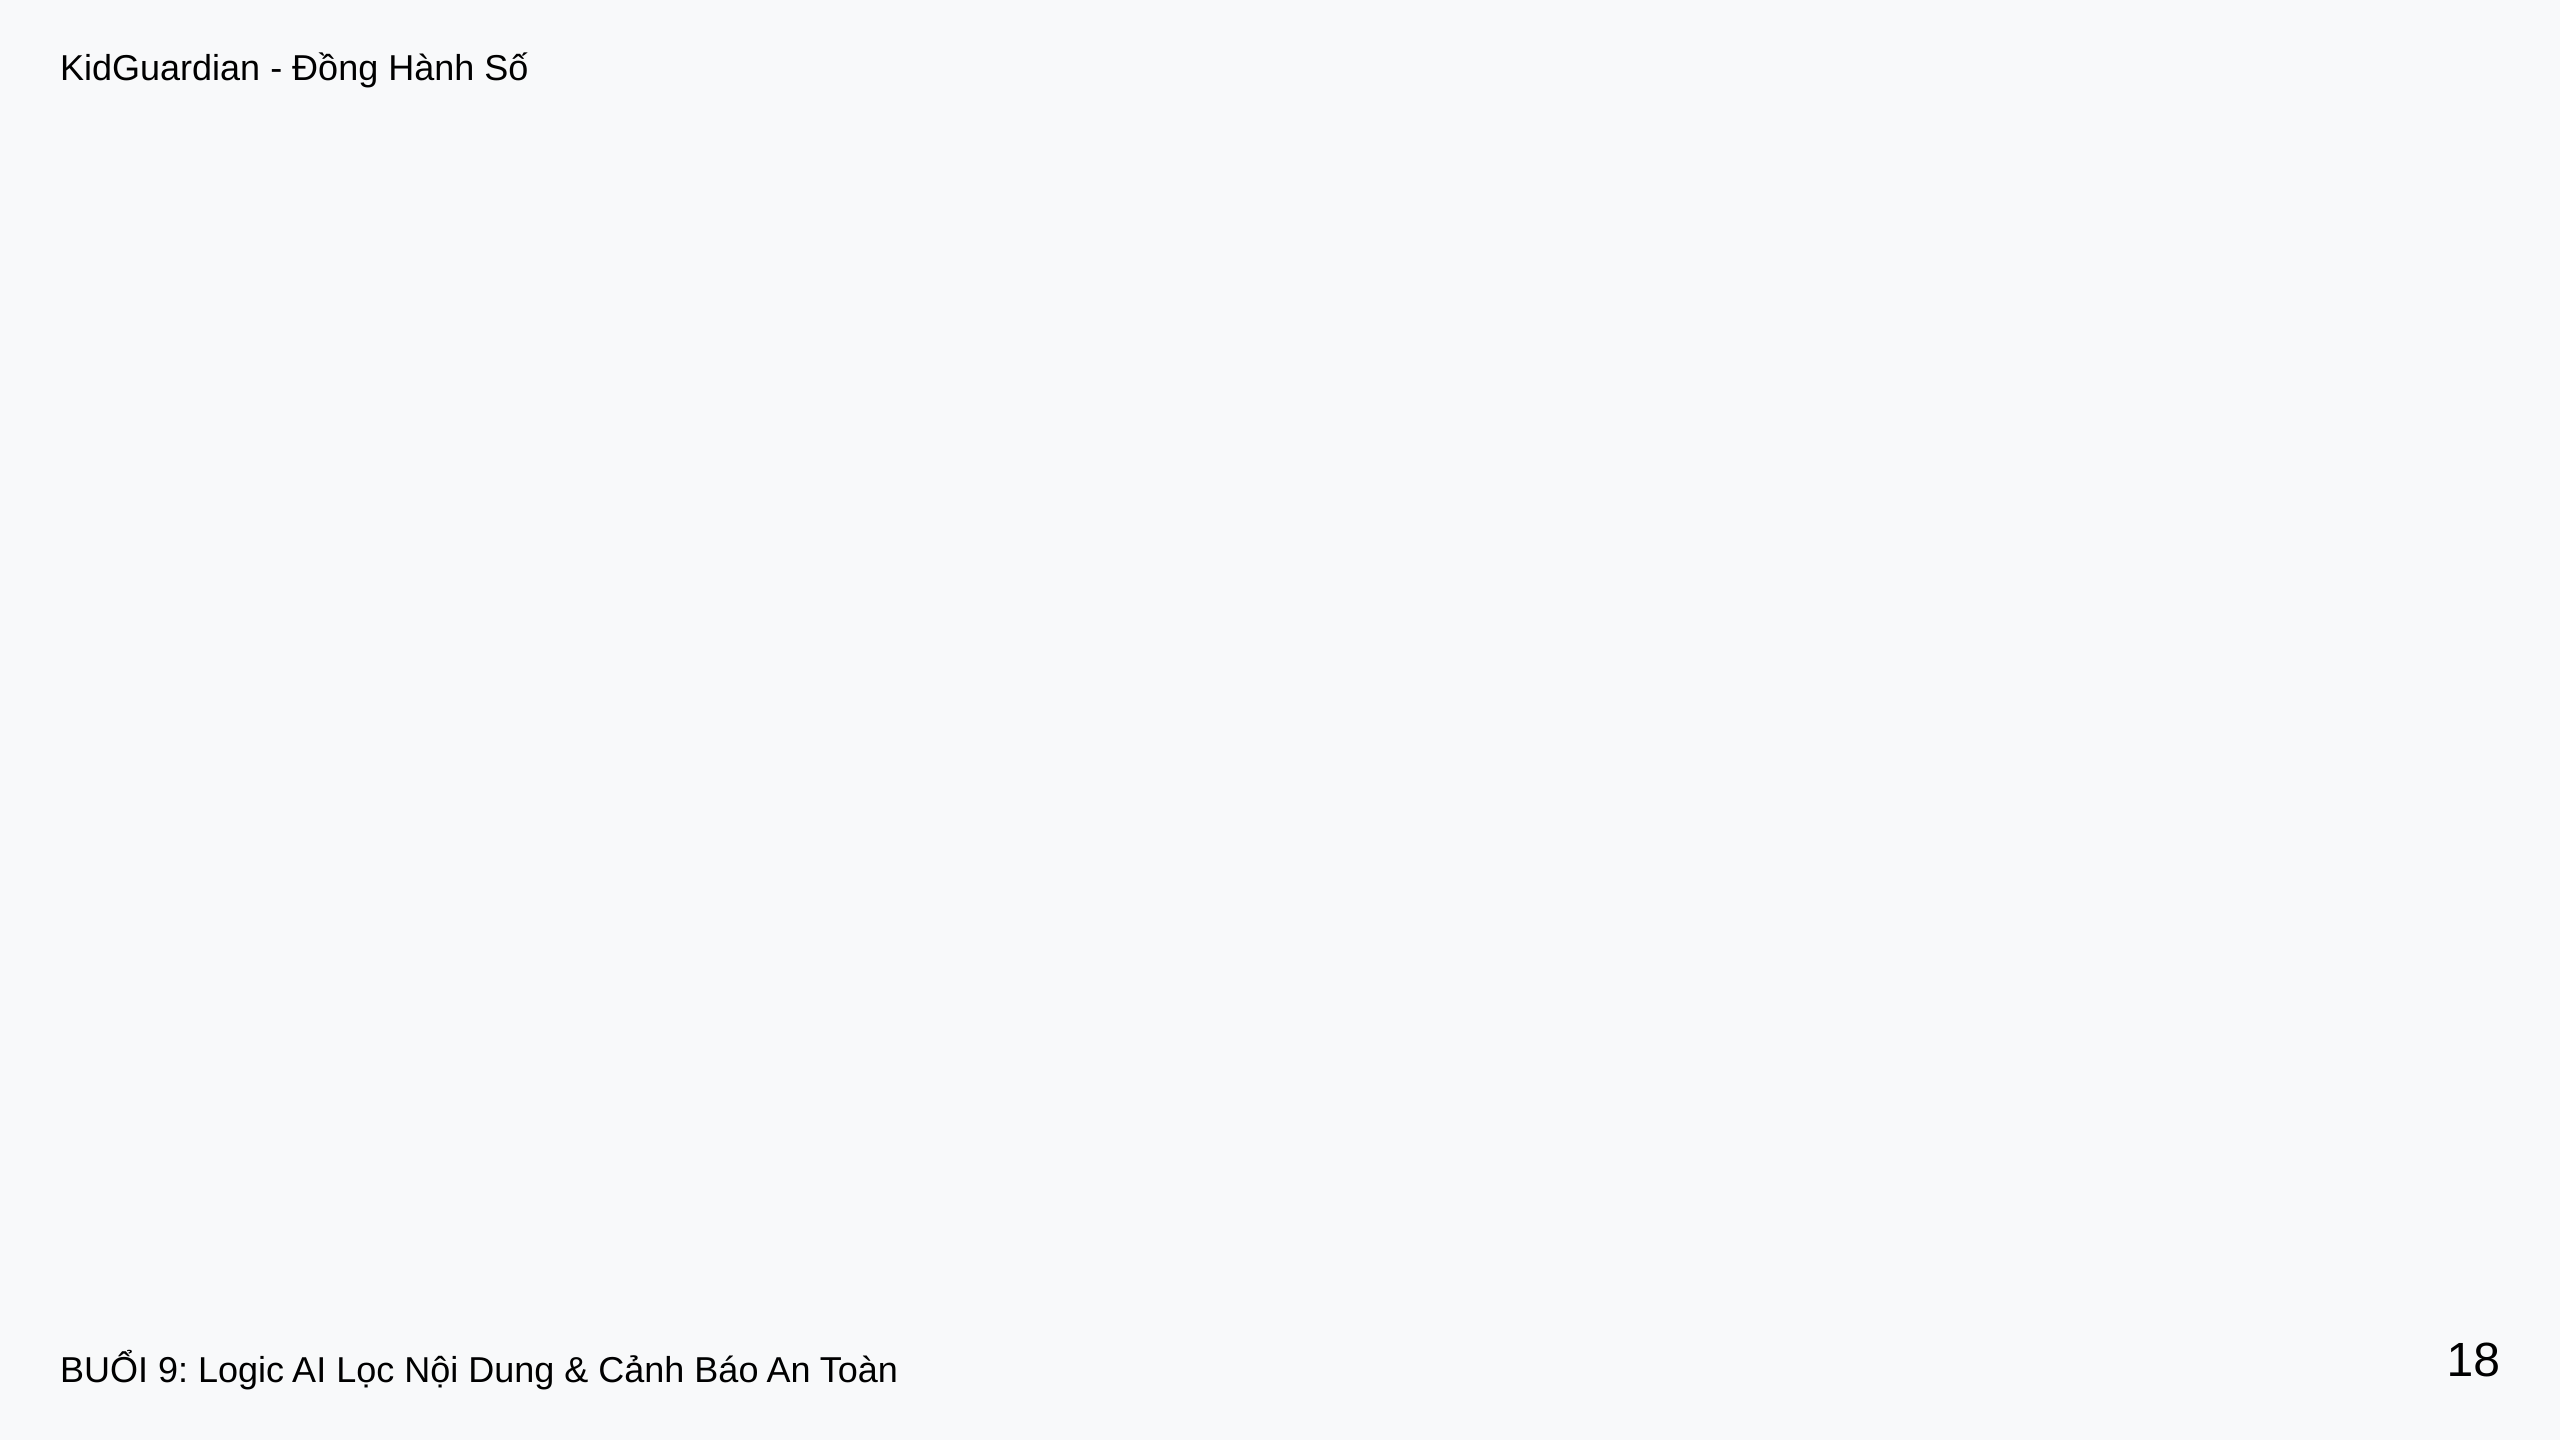 KidGuardian - Đồng Hành Số
BUỔI 9: Logic AI Lọc Nội Dung & Cảnh Báo An Toàn
18